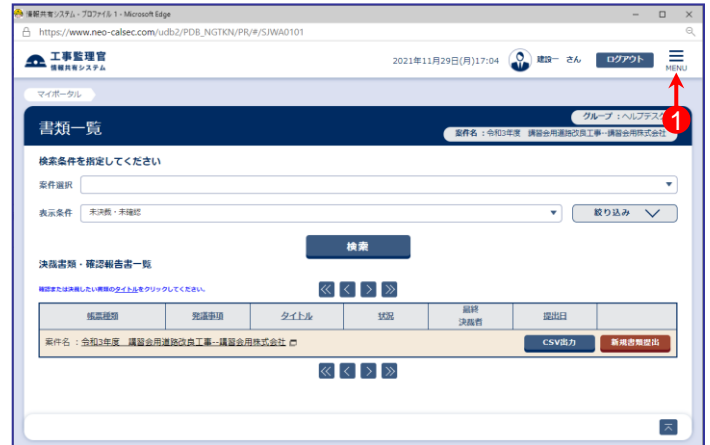 情報共有システム - プロファイル 1 - Microsoft Edge
https://www.neo-calsec.com/udb2/PDB_NGTKN/PR/#/SJWA0101
工事監理官
情報共有システム
2021年11月29日(月)17:04
建設一 さん
ログアウト
MENU
マイポータル
1
書類一覧
グループ：ヘルプデスク
案件名：令和3年度 講習会用道路改良工事--講習会用株式会社
検索条件を指定してください
案件選択
表示条件 未決裁・未確認
絞り込み
検索
決裁書類・確認報告書一覧
確認または決裁したい書類のタイトルをクリックしてください。
帳票種類 発議事項 タイトル 状況 最終決裁者 提出日
案件名：令和3年度 講習会用道路改良工事--講習会用株式会社
CSV出力
新規書類提出